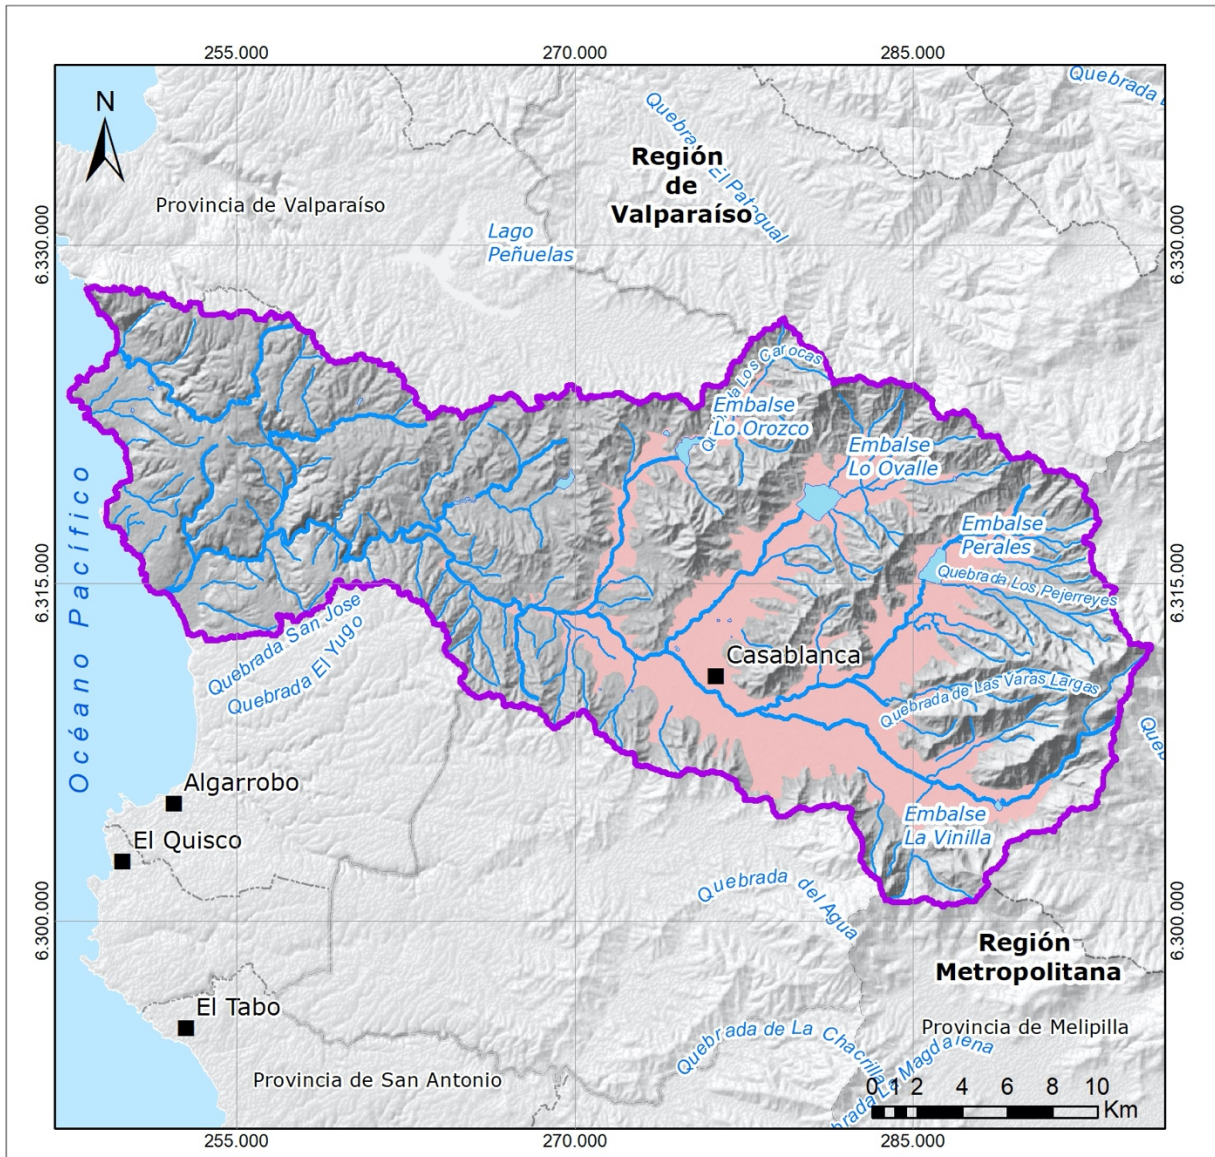 255.000
270.000
285.000
Quebrada
N
Quebrada El Patagual
Región
de
Valparaíso
Provincia de Valparaíso
Lago
Peñuelas
6.330.000
6.330.000
Quebrada Los Carocas
Embalse
Lo Orozco
Embalse
Lo Ovalle
Embalse
Perales
Océano Pacífico
6.315.000
6.315.000
Quebrada Los Pejerreyes
Quebrada San Jose
Quebrada El Yugo
Casablanca
Quebrada de Las Varas Largas
Queb
Algarrobo
El Quisco
Embalse
La Vinilla
Quebrada del Agua
6.300.000
6.300.000
Región
Metropolitana
El Tabo
Quebrada de La Chacrilla
Provincia de Melipilla
brada La Magdalena
Provincia de San Antonio
0 1 2 4 6 8 10
Km
255.000
270.000
285.000